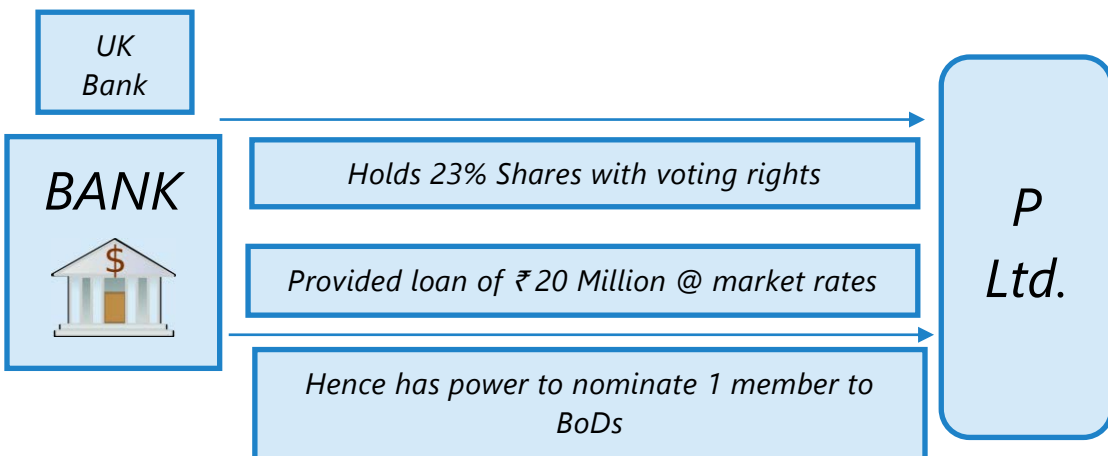 UK
Bank
BANK
$
Holds 23% Shares with voting rights
Provided loan of ₹20 Million @ market rates
Hence has power to nominate 1 member to
BoDs
P
Ltd.